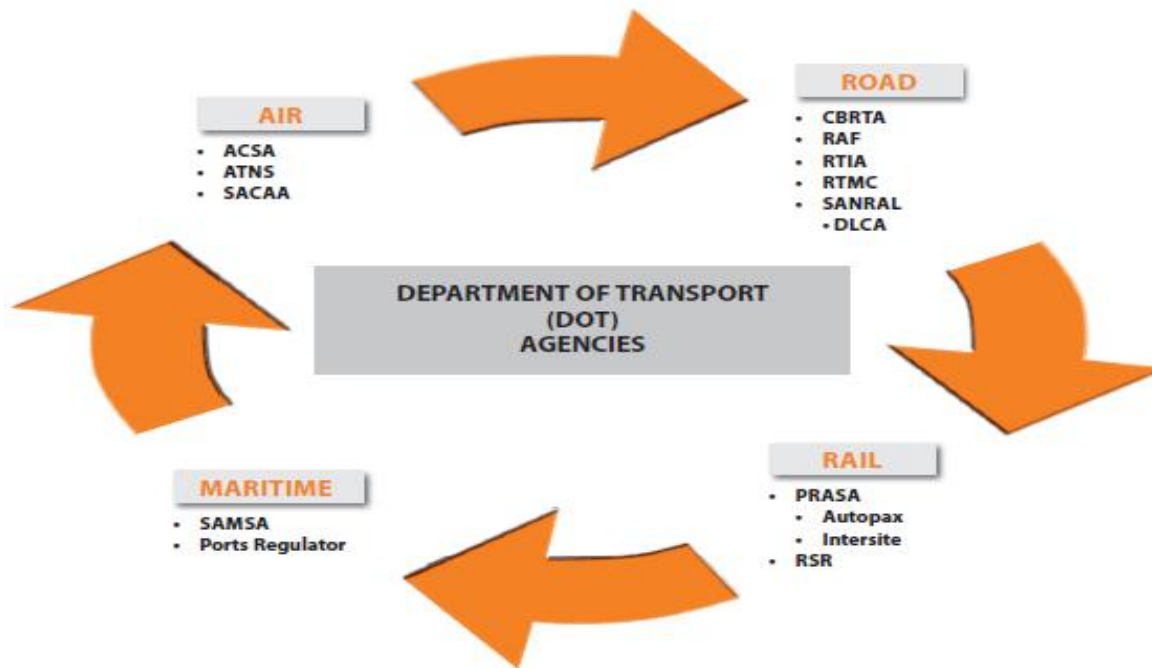 AIR
• ACSA
• ATNS
• SACAA
ROAD
• CBRTA
• RAF
• RTIA
• RTMC
• SANRAL
• DLCA
DEPARTMENT OF TRANSPORT
(DOT)
AGENCIES
RAIL
• PRASA
• Autopax
• Intersite
• RSR
MARITIME
• SAMSA
• Ports Regulator